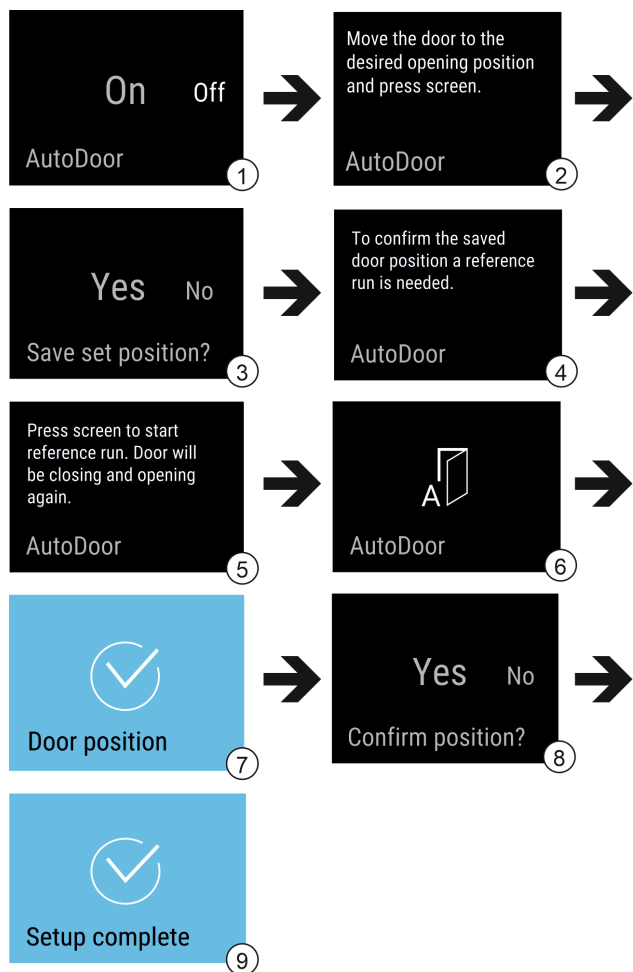 On Off
AutoDoor
1
Move the door to the
desired opening position
and press screen.
AutoDoor
2
Yes No
Save set position?
3
To confirm the saved
door position a reference
run is needed.
AutoDoor
4
Press screen to start
reference run. Door will
be closing and opening
again.
AutoDoor
5
A
AutoDoor
6
Door position
7
Yes No
Confirm position?
8
Setup complete
9